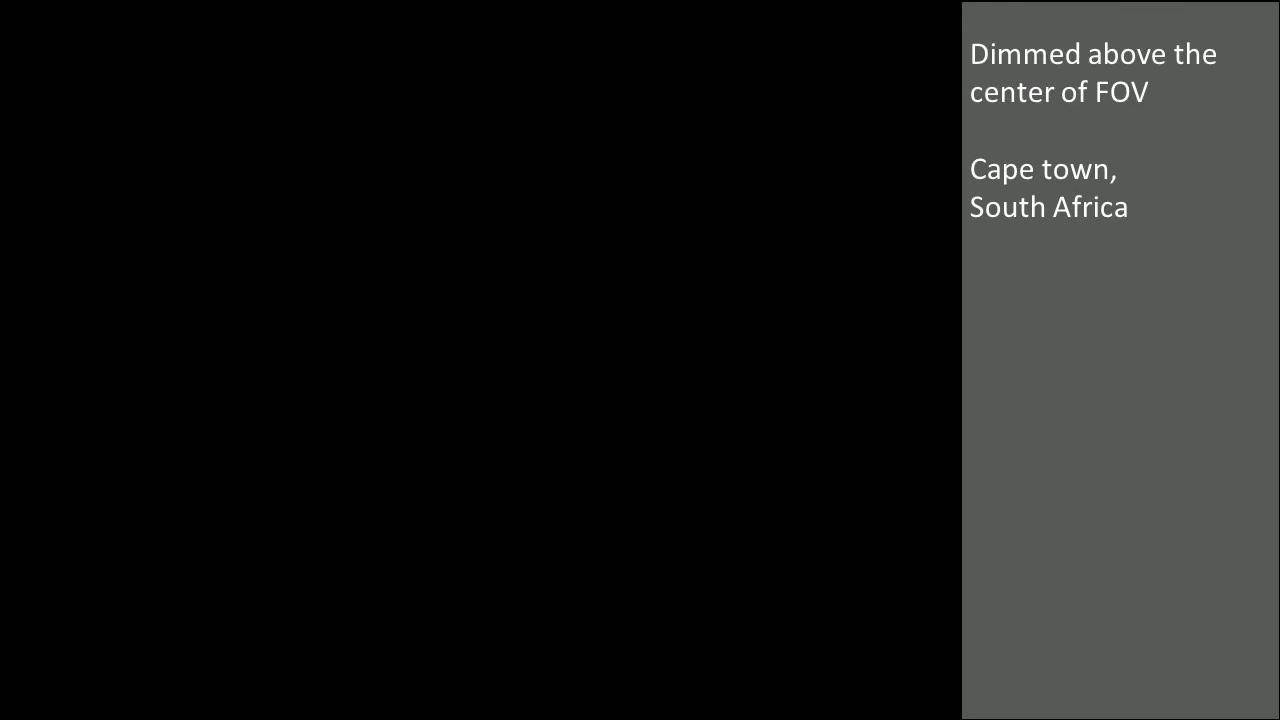 Dimmed above the
center of FOV
Cape town,
South Africa